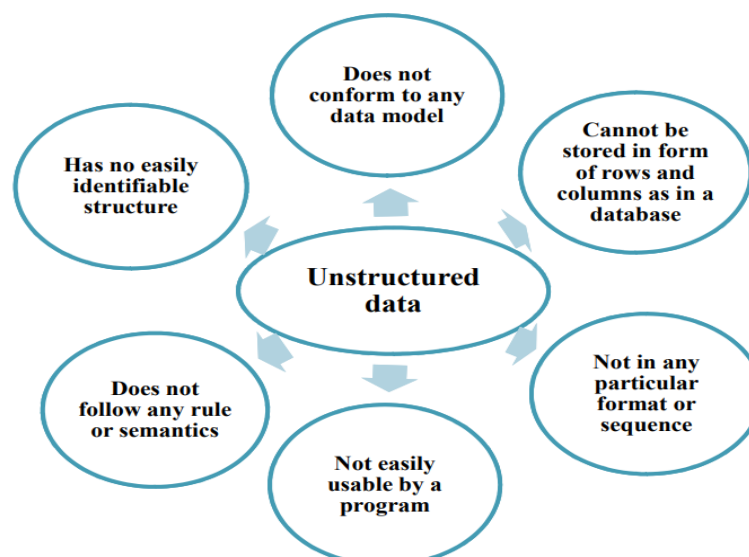 Does not
conform to any
data model
Has no easily
identifiable
structure
Cannot be
stored in form
of rows and
columns as in a
database
Unstructured
data
Does not
follow any rule
or semantics
Not in any
particular
format or
sequence
Not easily
usable by a
program